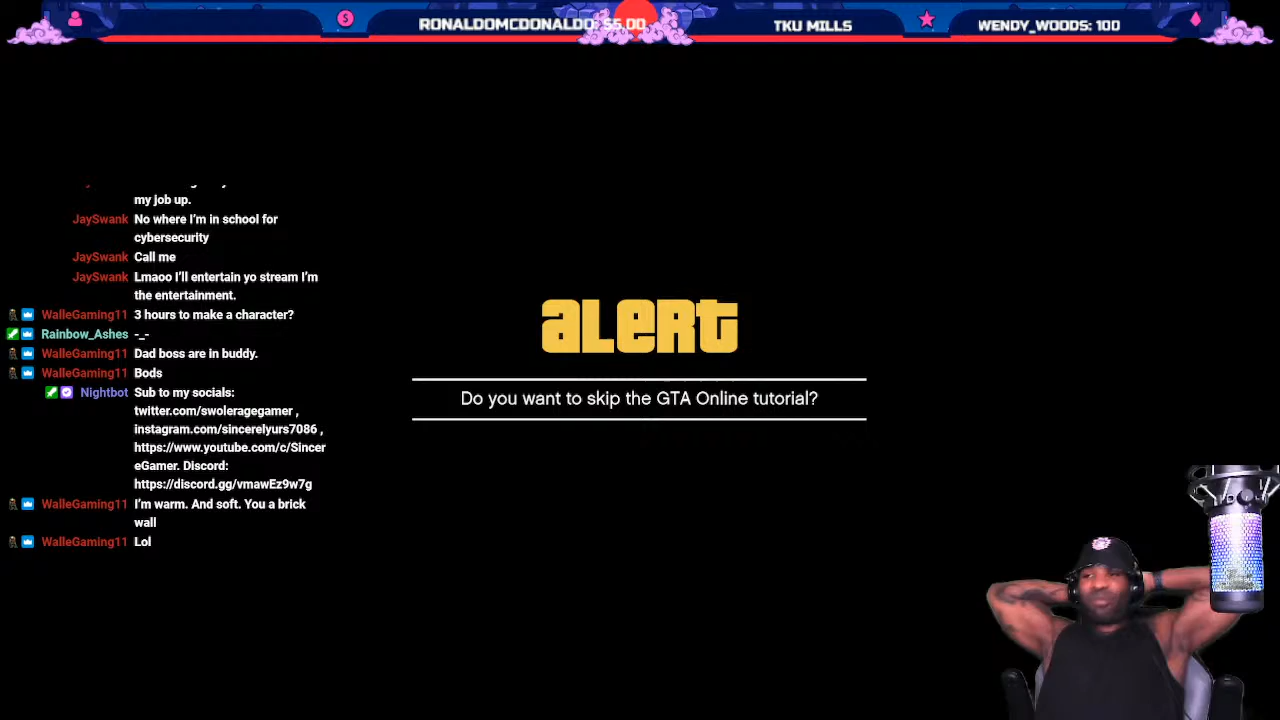 RONALDOMCDONALDO: $5.00
TKU MILLS
WENDY_WOODS: 100
my job up.
JaySwank No where I'm in school for
cybersecurity
JaySwank Call me
JaySwank Lmaoo I'll entertain yo stream I'm
the entertainment.
WalleGaming11 3 hours to make a character?
Rainbow_Ashes -_-
WalleGaming11 Dad boss are in buddy.
WalleGaming11 Bods
Nightbot Sub to my socials:
twitter.com/swoleragegamer ,
instagram.com/sincerelyurs7086 ,
https://www.youtube.com/c/Sincer
eGamer. Discord:
https://discord.gg/vmawEz9w7g
WalleGaming11 I'm warm. And soft. You a brick
wall
WalleGaming11 Lol
alert
Do you want to skip the GTA Online tutorial?